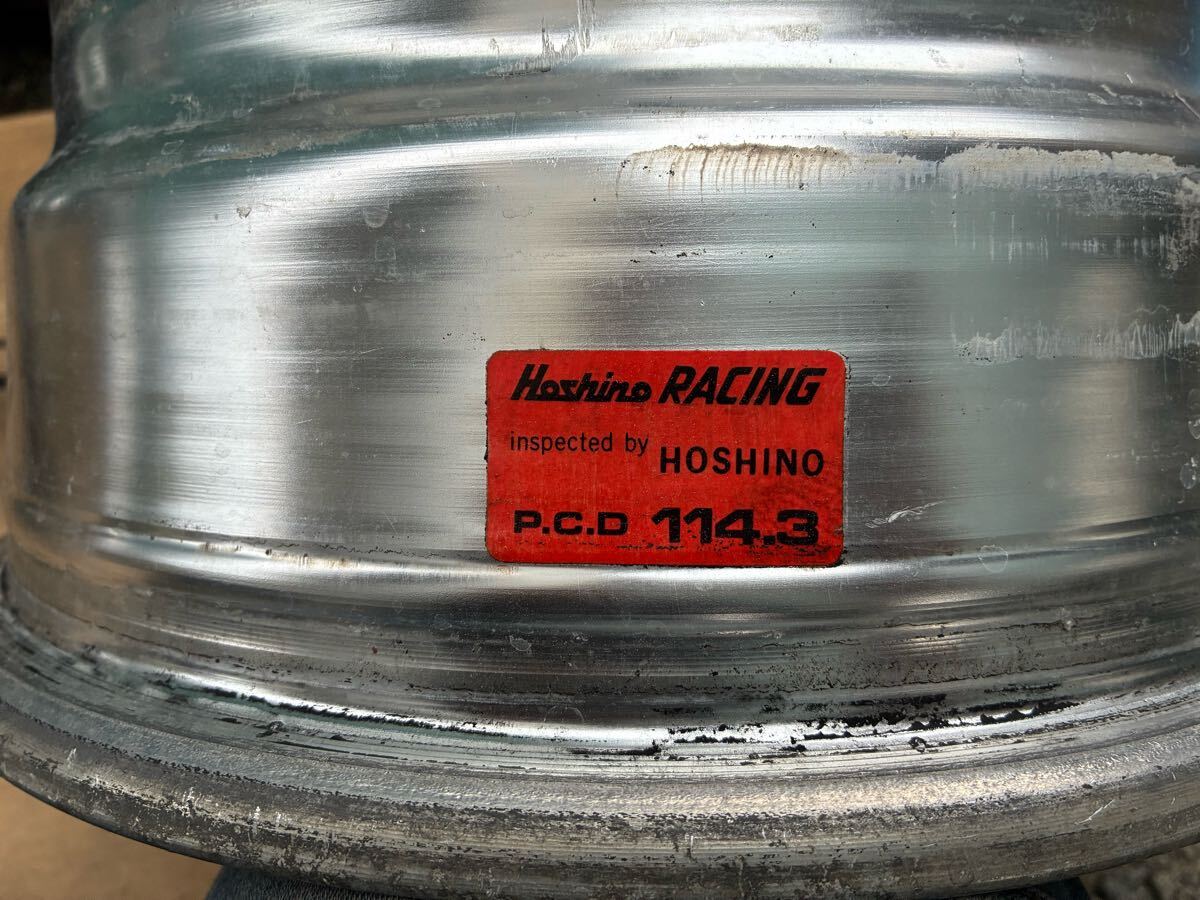 Hoshino RACING
inspected by HOSHINO
P.C.D 114.3